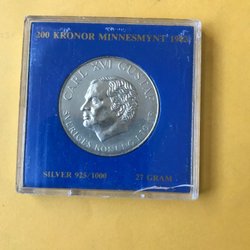 200 KRONOR MINNESMYNT
CARL XVI GUSTAF
SVERIGES KONUNG
SILVER 925/1000 27 GRAM